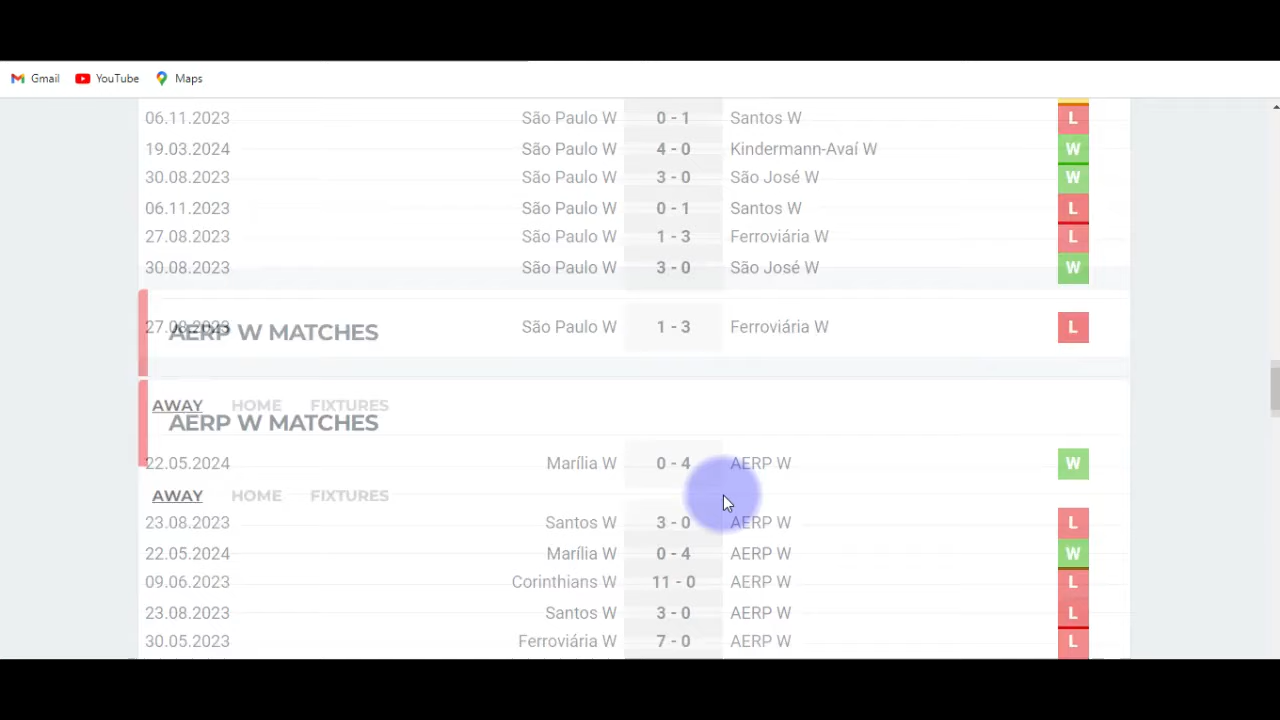 Gmail YouTube Maps
06.11.2023 São Paulo W 0 - 1 Santos W L
19.03.2024 São Paulo W 4 - 0 Kindermann-Avaí W W
30.08.2023 São Paulo W 3 - 0 São José W W
06.11.2023 São Paulo W 0 - 1 Santos W L
27.08.2023 São Paulo W 1 - 3 Ferroviária W L
30.08.2023 São Paulo W 3 - 0 São José W W
27.08.2023 São Paulo W 1 - 3 Ferroviária W L
AERP W MATCHES
AWAY HOME FIXTURES
AERP W MATCHES
22.05.2024 Marília W 0 - 4 AERP W W
AWAY HOME FIXTURES
23.08.2023 Santos W 3 - 0 AERP W L
22.05.2024 Marília W 0 - 4 AERP W W
09.06.2023 Corinthians W 11 - 0 AERP W L
23.08.2023 Santos W 3 - 0 AERP W L
30.05.2023 Ferroviária W 7 - 0 AERP W L